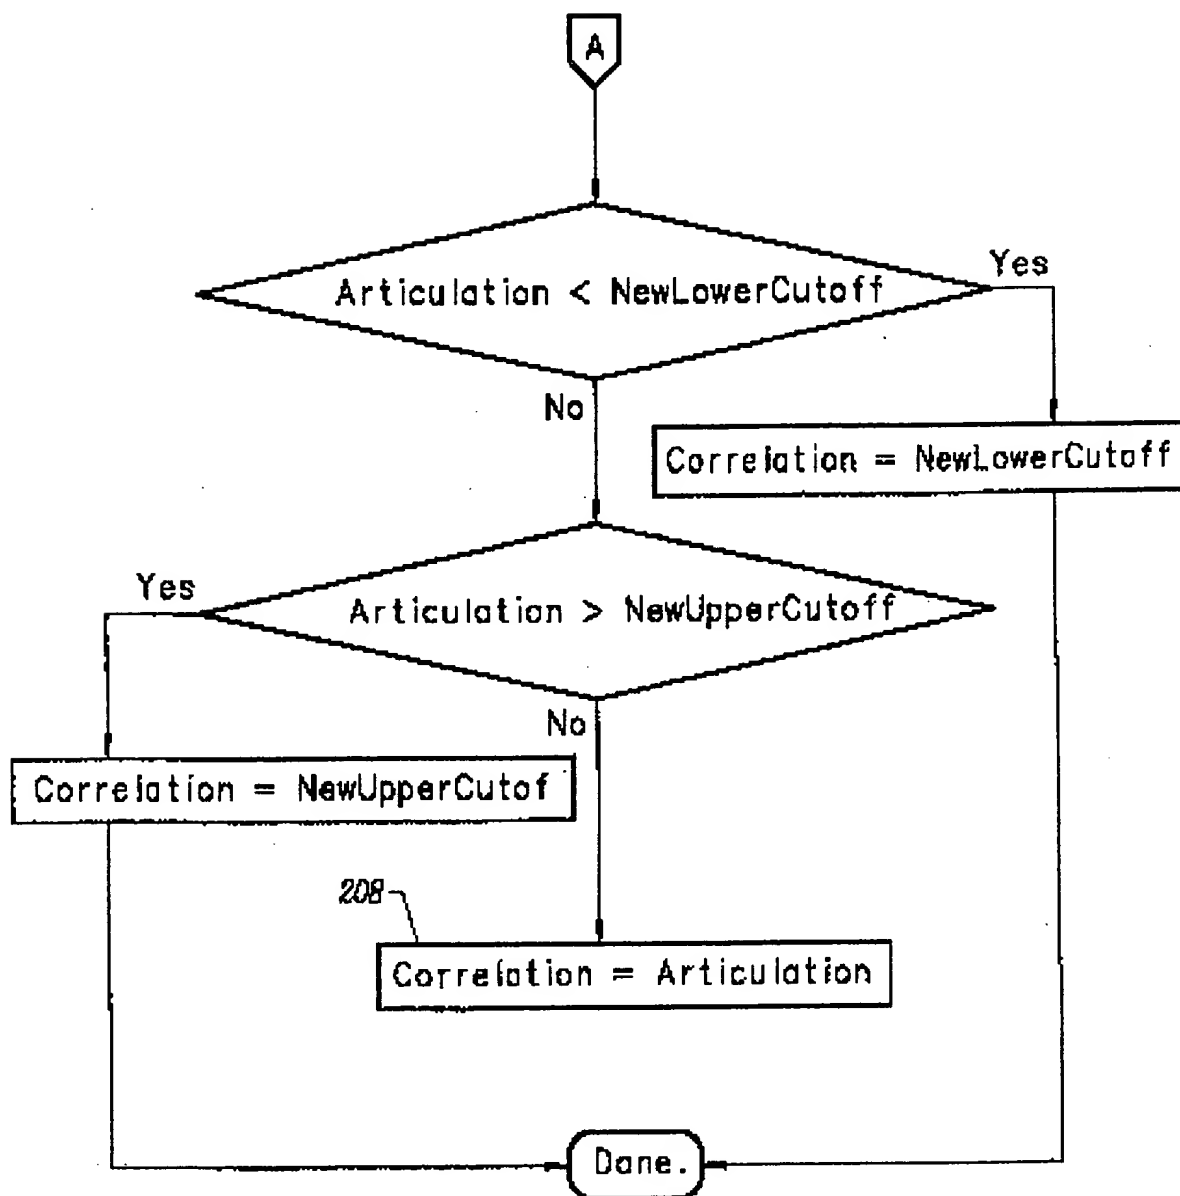 A
Articulation < NewLowerCutoff
Yes
No
Correlation = NewLowerCutoff
Yes
Articulation > NewUpperCutoff
No
Correlation = NewUpperCutof
208
Correlation = Articulation
Done.